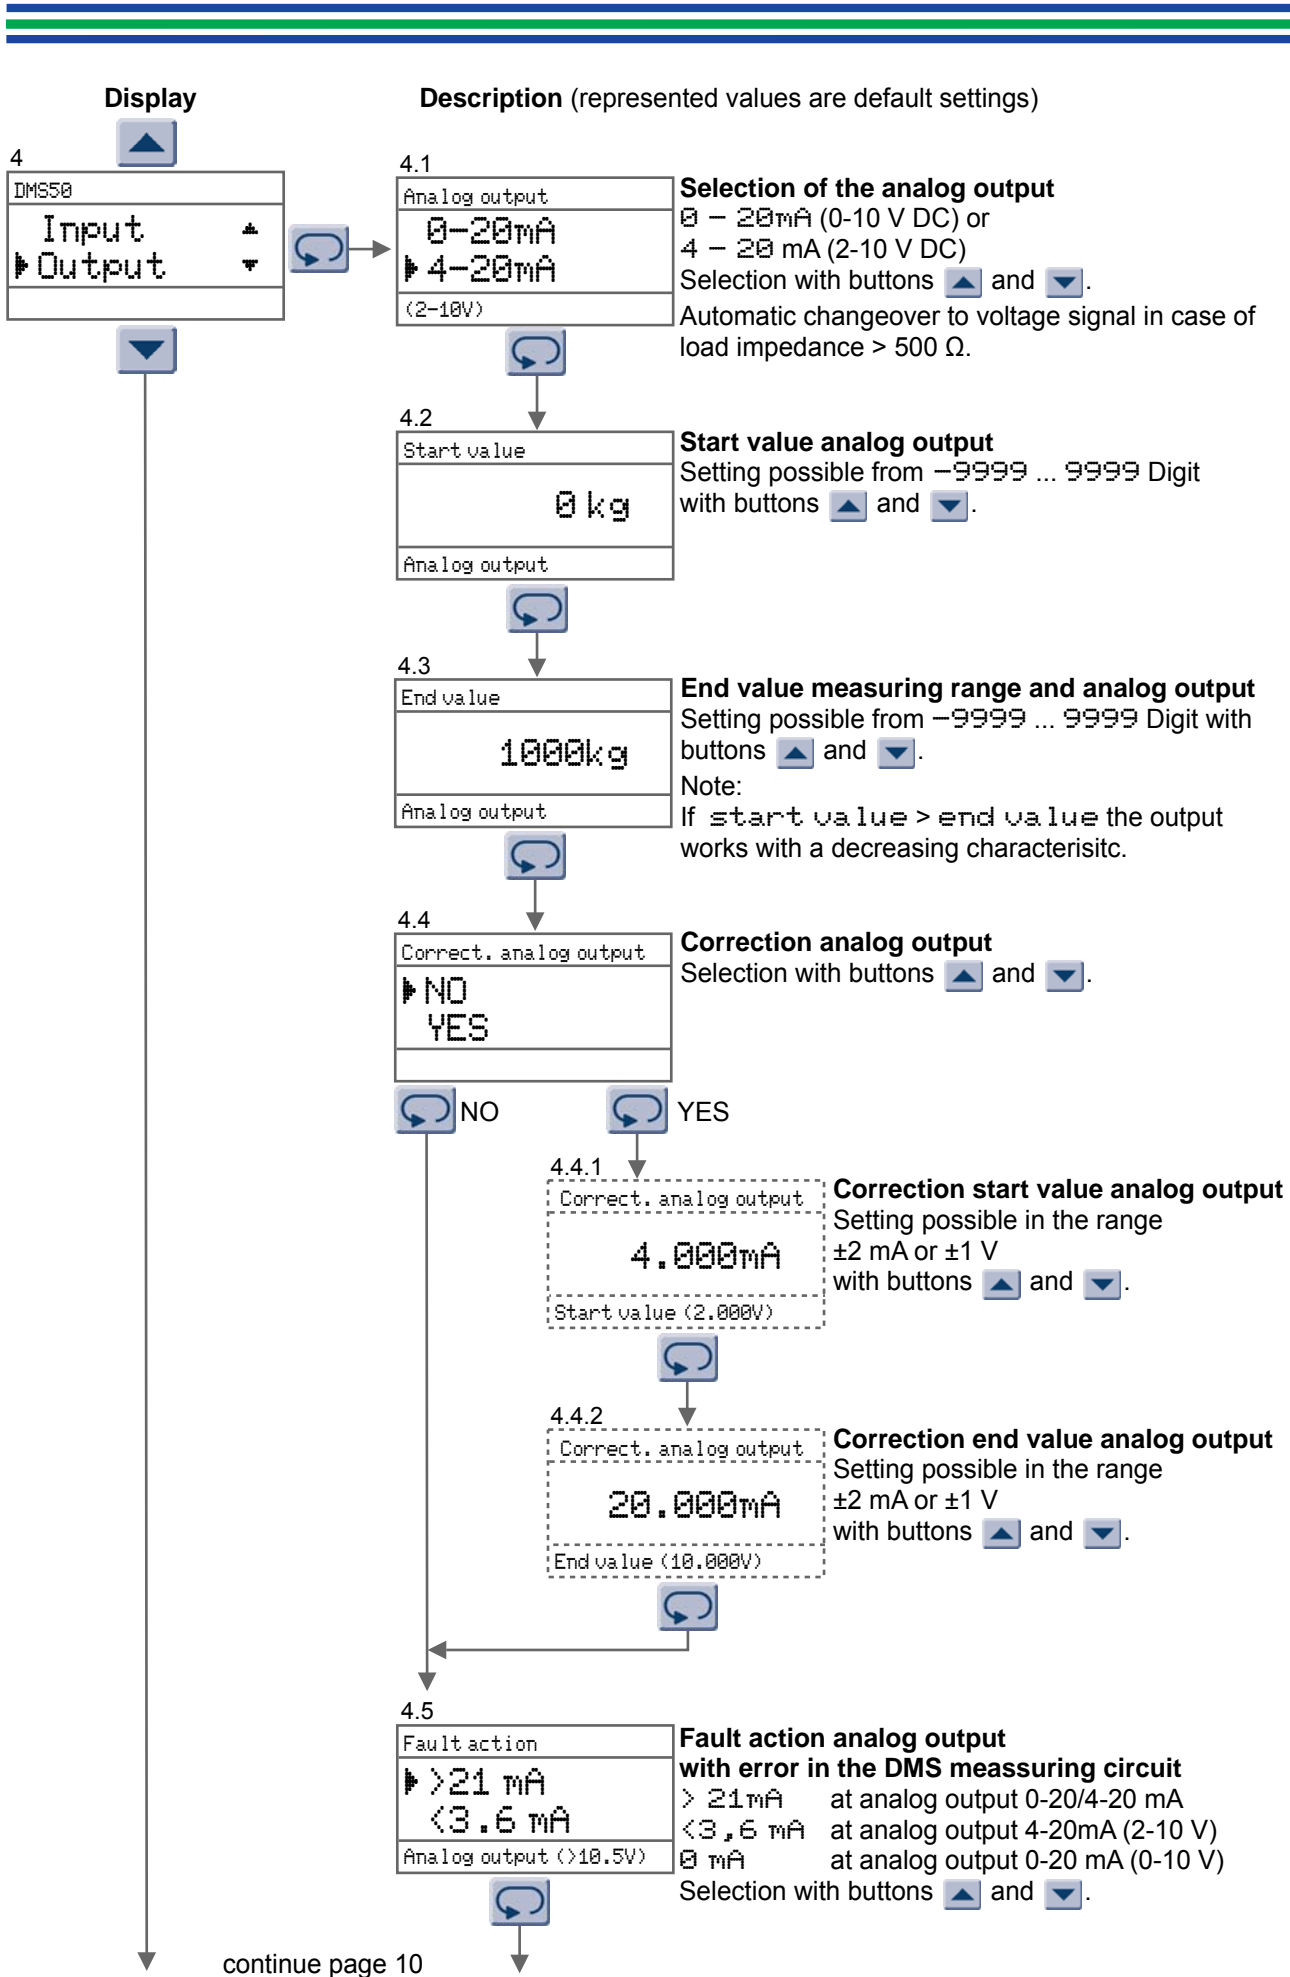 Display
Description (represented values are default settings)
4
DMS50
Input
Output
4.1
Analog output
0-20mA
4-20mA
(2-10V)
Selection of the analog output
0 - 20mA (0-10 V DC) or
4 - 20 mA (2-10 V DC)
Selection with buttons and .
Automatic changeover to voltage signal in case of
load impedance > 500 Ω.
4.2
Start value
0 kg
Analog output
Start value analog output
Setting possible from -9999 ... 9999 Digit
with buttons and .
4.3
End value
1000kg
Analog output
End value measuring range and analog output
Setting possible from -9999 ... 9999 Digit with
buttons and .
Note:
If start value > end value the output
works with a decreasing characterisitc.
4.4
Correct. analog output
NO
YES
Correction analog output
Selection with buttons and .
NO
YES
4.4.1
Correct. analog output
4.000mA
Start value (2.000V)
Correction start value analog output
Setting possible in the range
±2 mA or ±1 V
with buttons and .
4.4.2
Correct. analog output
20.000mA
End value (10.000V)
Correction end value analog output
Setting possible in the range
±2 mA or ±1 V
with buttons and .
4.5
Fault action
>21 mA
<3.6 mA
Analog output (>10.5V)
Fault action analog output
with error in the DMS meassuring circuit
> 21mA at analog output 0-20/4-20 mA
<3,6 mA at analog output 4-20mA (2-10 V)
0 mA at analog output 0-20 mA (0-10 V)
Selection with buttons and .
continue page 10